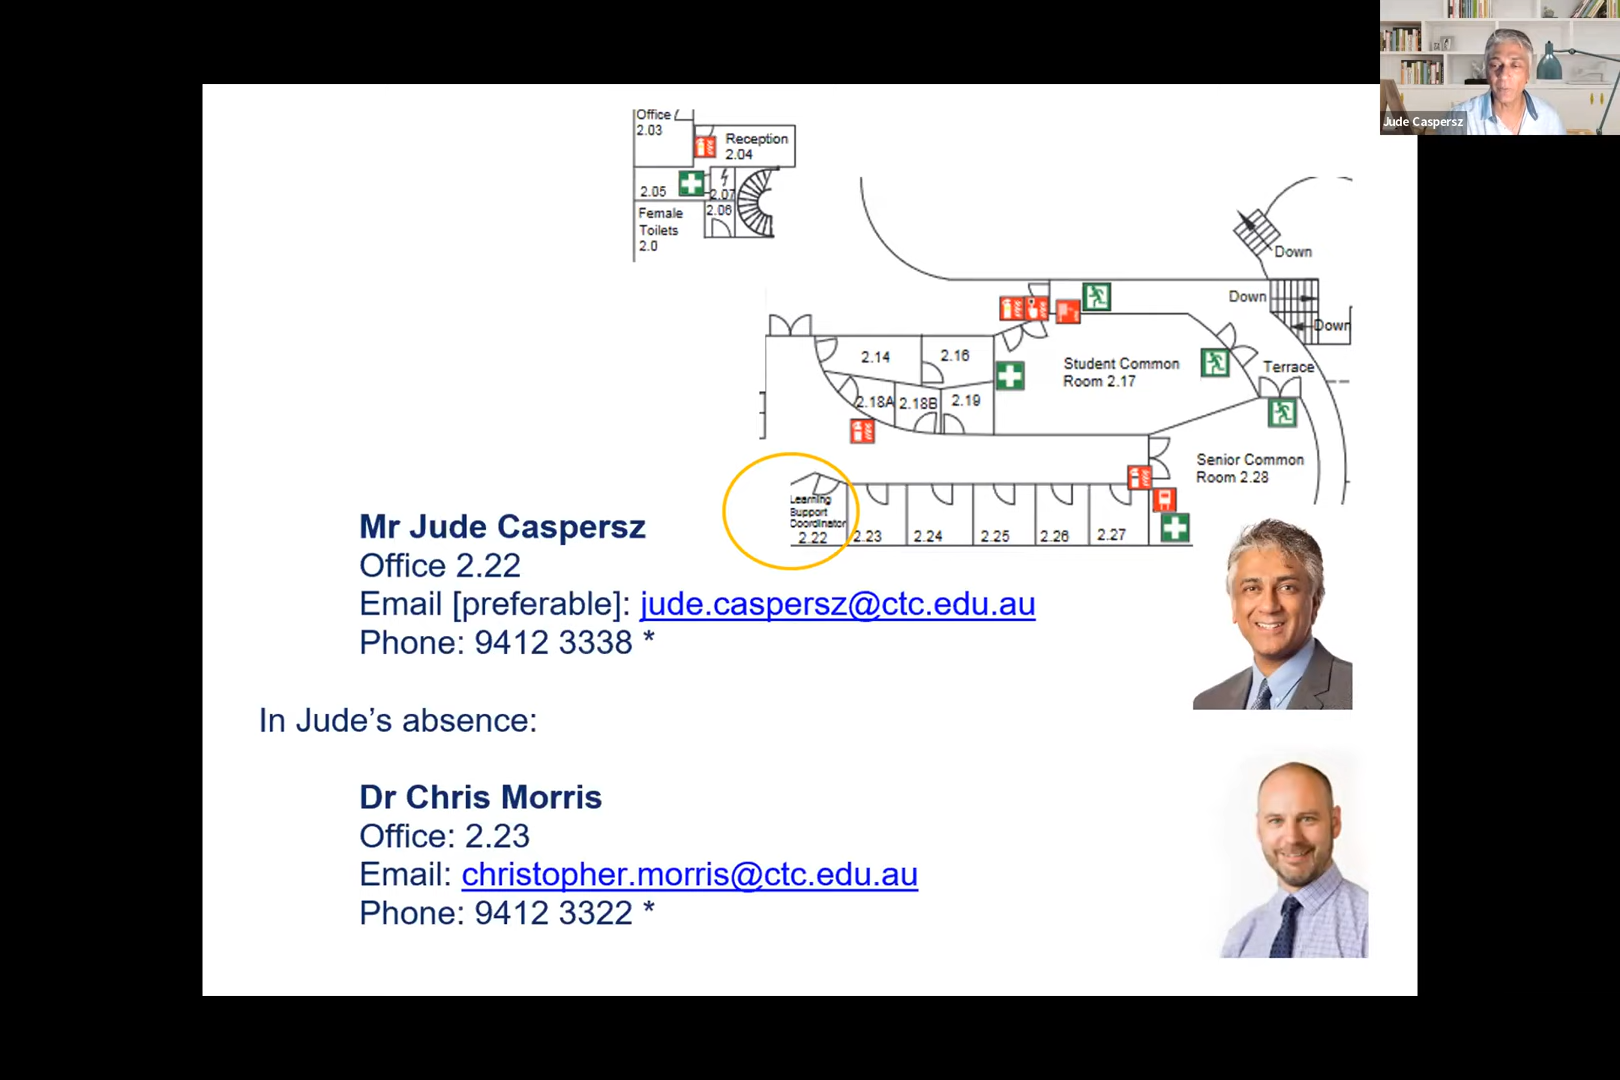 Jude Caspersz
Office
2.03
Reception
2.04
2.05
2.07
2.06
Female
Toilets
2.0
Down
Down
Down
2.14
2.16
Student Common
Room 2.17
Terrace
2.18A
2.18B
2.19
Senior Common
Room 2.28
Learning
Support
Coordinator
2.22
2.23
2.24
2.25
2.26
2.27
Mr Jude Caspersz
Office 2.22
Email [preferable]: jude.caspersz@ctc.edu.au
Phone: 9412 3338 *
In Jude’s absence:
Dr Chris Morris
Office: 2.23
Email: christopher.morris@ctc.edu.au
Phone: 9412 3322 *